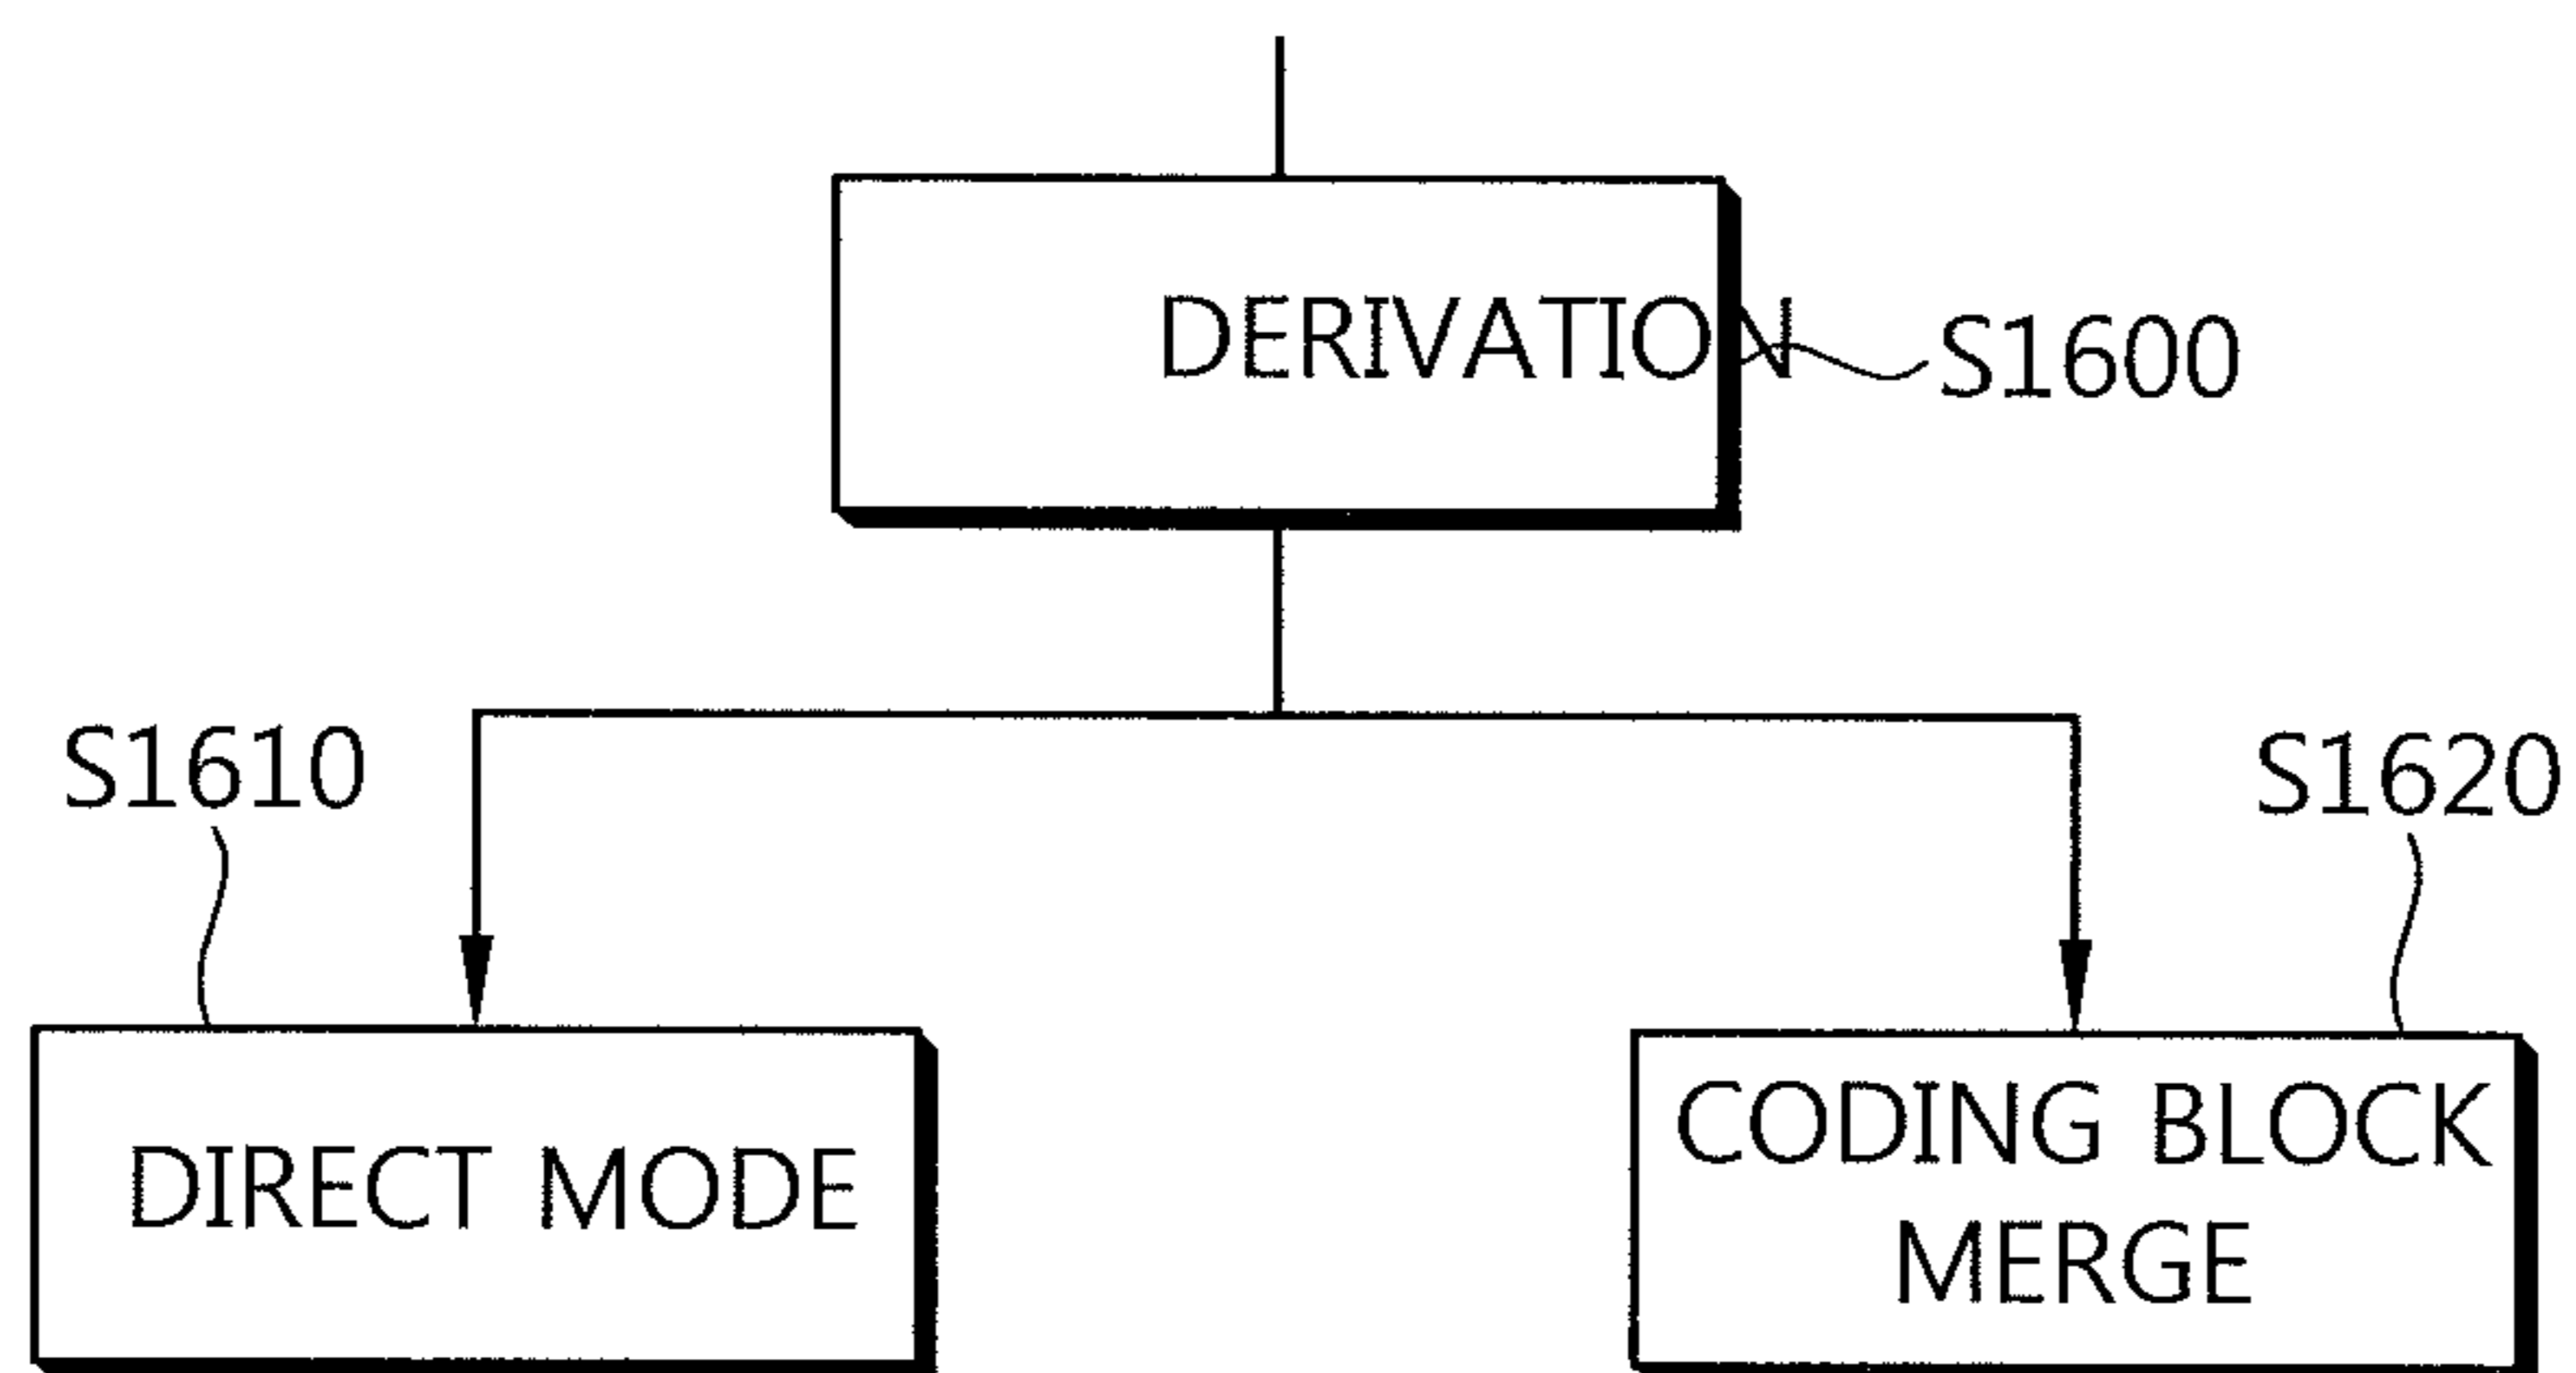 DERIVATION
S1600
S1610
S1620
DIRECT MODE
CODING BLOCK
MERGE